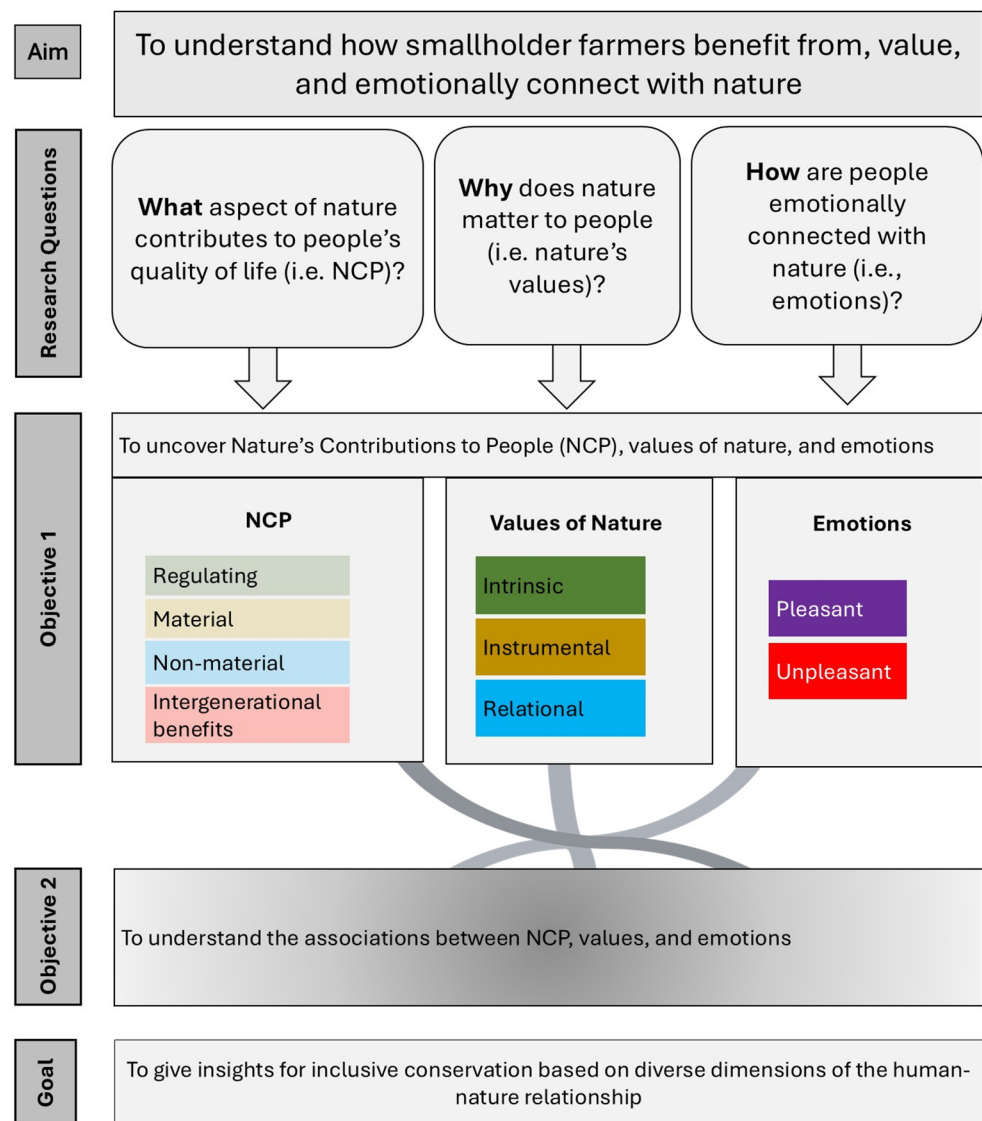 Aim
To understand how smallholder farmers benefit from, value,
and emotionally connect with nature
Research Questions
What aspect of nature
contributes to people's
quality of life (i.e. NCP)?
Why does nature
matter to people
(i.e. nature's
values)?
How are people
emotionally
connected with
nature (i.e.,
emotions)?
Objective 1
To uncover Nature's Contributions to People (NCP), values of nature, and emotions
NCP
Regulating
Material
Non-material
Intergenerational
benefits
Values of Nature
Intrinsic
Instrumental
Relational
Emotions
Pleasant
Unpleasant
Objective 2
To understand the associations between NCP, values, and emotions
Goal
To give insights for inclusive conservation based on diverse dimensions of the human-
nature relationship